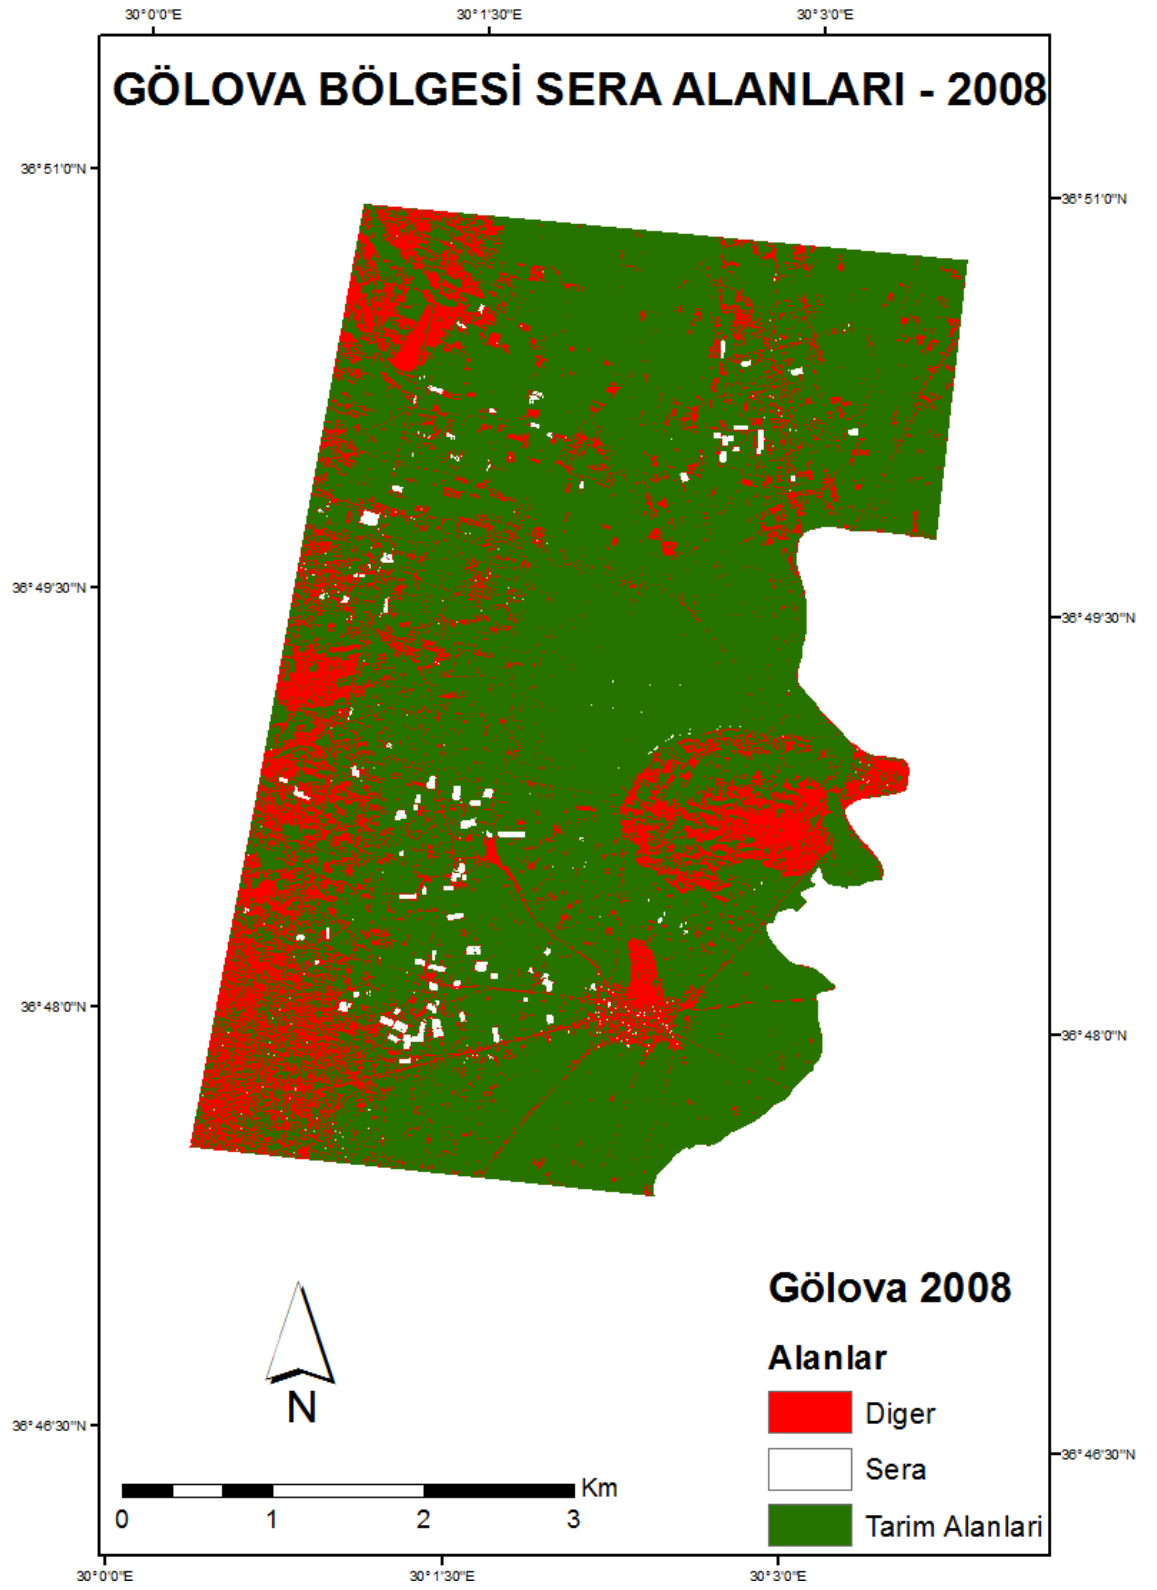 30°0'0"E 30°1'30"E 30°3'0"E
GÖLOVA BÖLGESİ SERA ALANLARI - 2008
36°51'0"N
36°51'0"N
36°49'30"N
36°49'30"N
36°48'0"N
36°48'0"N
Gölova 2008
Alanlar
Diger
Sera
Tarim Alanlari
N
36°46'30"N
36°46'30"N
Km
0 1 2 3
30°0'0"E 30°1'30"E 30°3'0"E